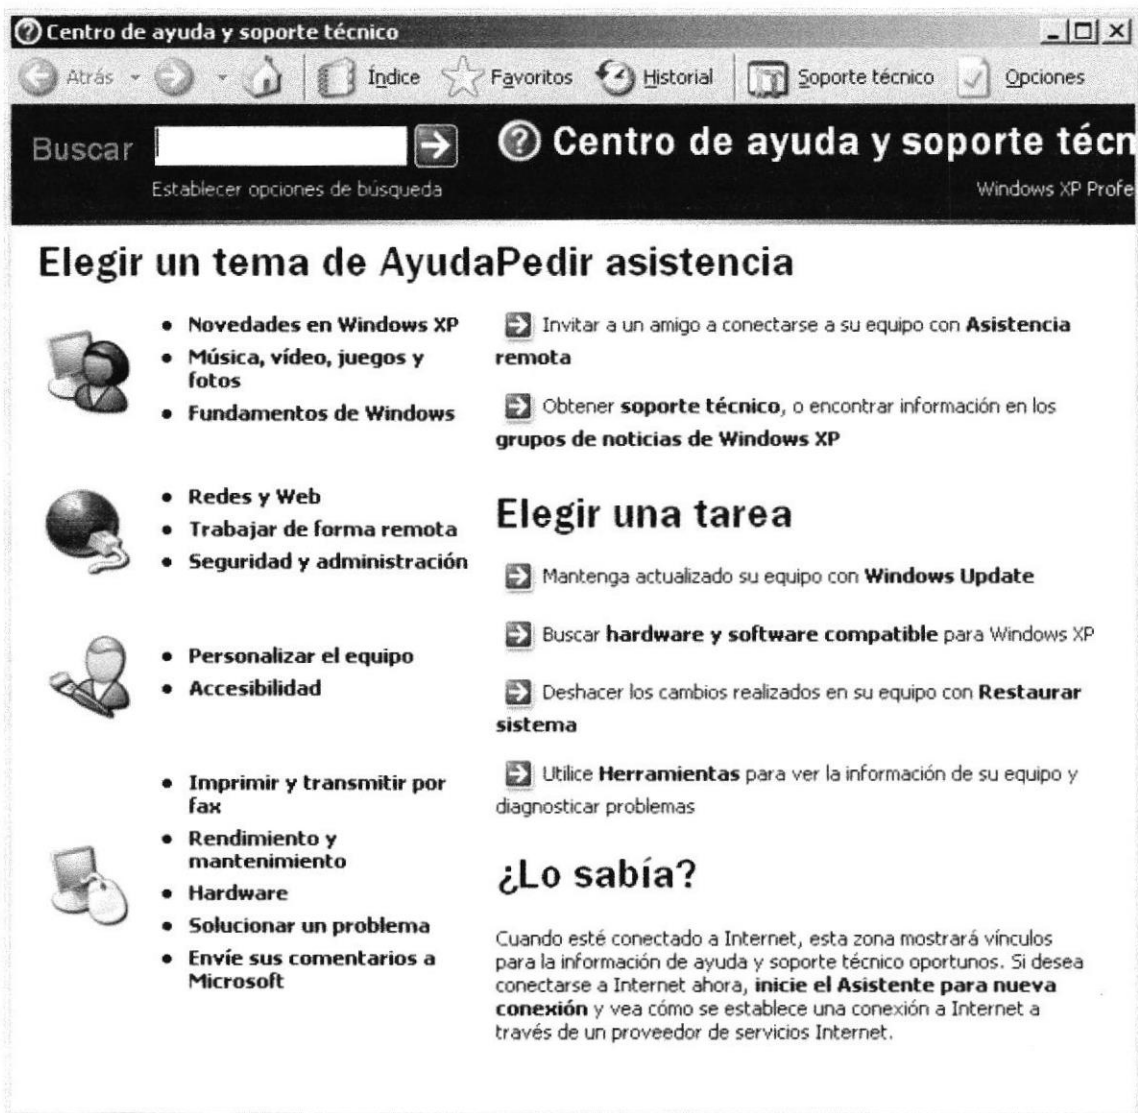 Centro de ayuda y soporte técnico
Atrás Índice Favoritos Historial Soporte técnico Opciones
Buscar
Centro de ayuda y soporte técn
Establecer opciones de búsqueda
Windows XP Profe
Elegir un tema de AyudaPedir asistencia
• Novedades en Windows XP
• Música, vídeo, juegos y
fotos
• Fundamentos de Windows
• Redes y Web
• Trabajar de forma remota
• Seguridad y administración
• Personalizar el equipo
• Accesibilidad
• Imprimir y transmitir por
fax
• Rendimiento y
mantenimiento
• Hardware
• Solucionar un problema
• Envíe sus comentarios a
Microsoft
Invitar a un amigo a conectarse a su equipo con Asistencia
remota
Obtener soporte técnico, o encontrar información en los
grupos de noticias de Windows XP
Elegir una tarea
Mantenga actualizado su equipo con Windows Update
Buscar hardware y software compatible para Windows XP
Deshacer los cambios realizados en su equipo con Restaurar
sistema
Utilice Herramientas para ver la información de su equipo y
diagnosticar problemas
¿Lo sabía?
Cuando esté conectado a Internet, esta zona mostrará vínculos
para la información de ayuda y soporte técnico oportunos. Si desea
conectarse a Internet ahora, inicie el Asistente para nueva
conexión y vea cómo se establece una conexión a Internet a
través de un proveedor de servicios Internet.